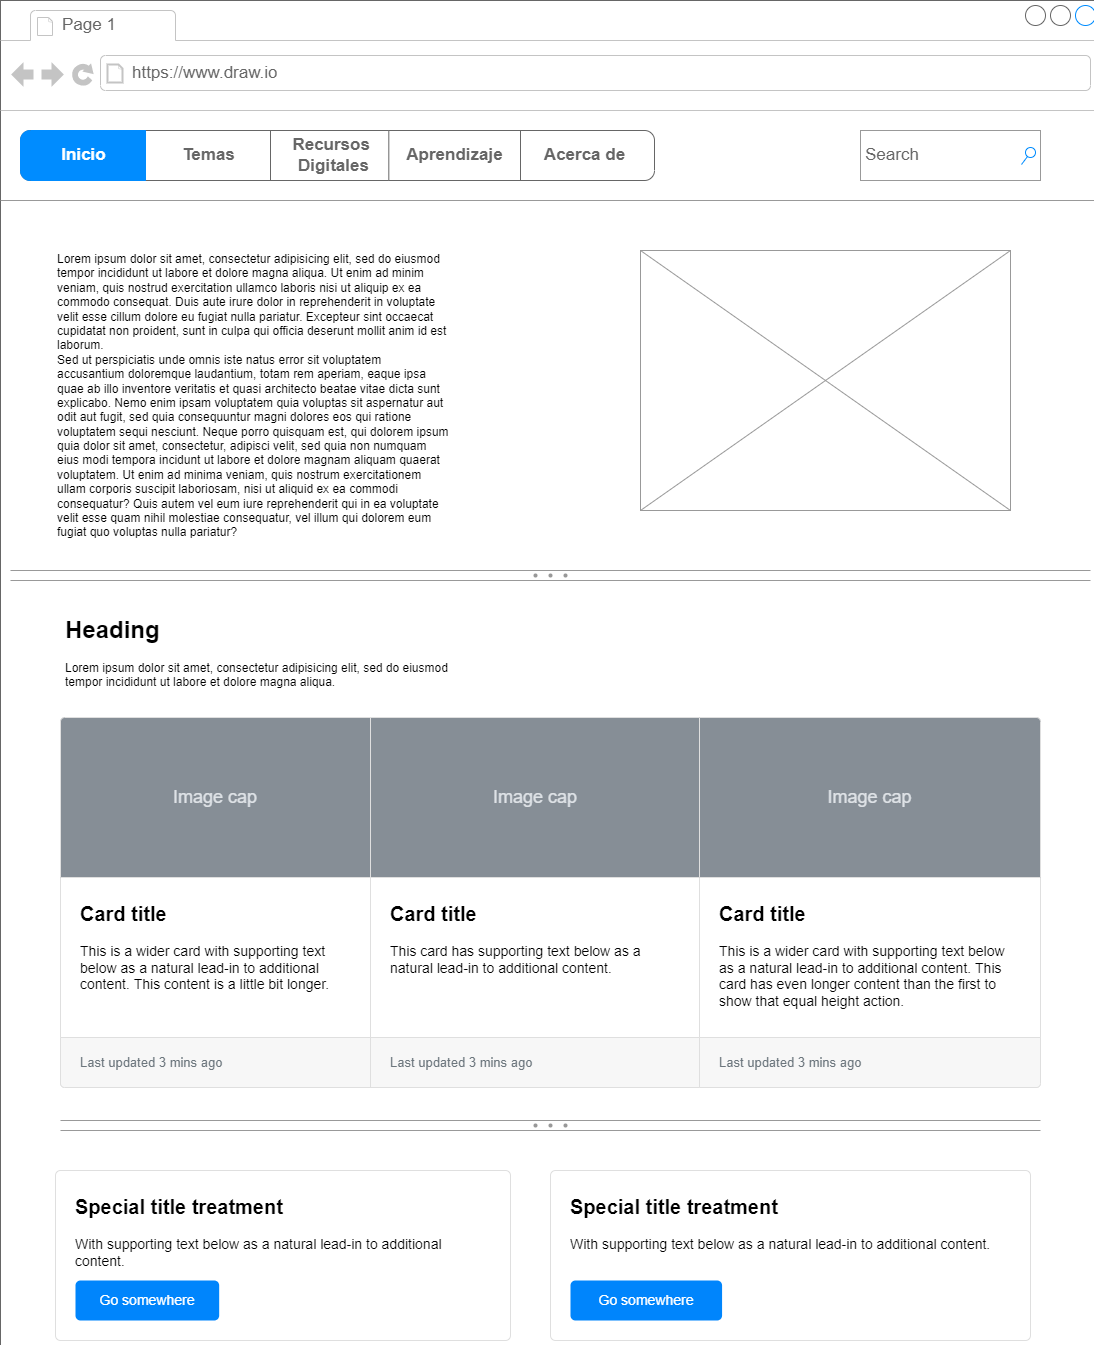 Page 1
https://www.draw.io
Inicio
Temas
Recursos
Digitales
Aprendizaje
Acerca de
Search
Lorem ipsum dolor sit amet, consectetur adipisicing elit, sed do eiusmod
tempor incididunt ut labore et dolore magna aliqua. Ut enim ad minim
veniam, quis nostrud exercitation ullamco laboris nisi ut aliquip ex ea
commodo consequat. Duis aute irure dolor in reprehenderit in voluptate
velit esse cillum dolore eu fugiat nulla pariatur. Excepteur sint occaecat
cupidatat non proident, sunt in culpa qui officia deserunt mollit anim id est
laborum.
Sed ut perspiciatis unde omnis iste natus error sit voluptatem
accusantium doloremque laudantium, totam rem aperiam, eaque ipsa
quae ab illo inventore veritatis et quasi architecto beatae vitae dicta sunt
explicabo. Nemo enim ipsam voluptatem quia voluptas sit aspernatur aut
odit aut fugit, sed quia consequuntur magni dolores eos qui ratione
voluptatem sequi nesciunt. Neque porro quisquam est, qui dolorem ipsum
quia dolor sit amet, consectetur, adipisci velit, sed quia non numquam
eius modi tempora incidunt ut labore et dolore magnam aliquam quaerat
voluptatem. Ut enim ad minima veniam, quis nostrum exercitationem
ullam corporis suscipit laboriosam, nisi ut aliquid ex ea commodi
consequatur? Quis autem vel eum iure reprehenderit qui in ea voluptate
velit esse quam nihil molestiae consequatur, vel illum qui dolorem eum
fugiat quo voluptas nulla pariatur?
Heading
Lorem ipsum dolor sit amet, consectetur adipisicing elit, sed do eiusmod
tempor incididunt ut labore et dolore magna aliqua.
Image cap
Card title
This is a wider card with supporting text
below as a natural lead-in to additional
content. This content is a little bit longer.
Last updated 3 mins ago
Image cap
Card title
This card has supporting text below as a
natural lead-in to additional content.
Last updated 3 mins ago
Image cap
Card title
This is a wider card with supporting text below
as a natural lead-in to additional content. This
card has even longer content than the first to
show that equal height action.
Last updated 3 mins ago
Special title treatment
With supporting text below as a natural lead-in to additional
content.
Go somewhere
Special title treatment
With supporting text below as a natural lead-in to additional content.
Go somewhere